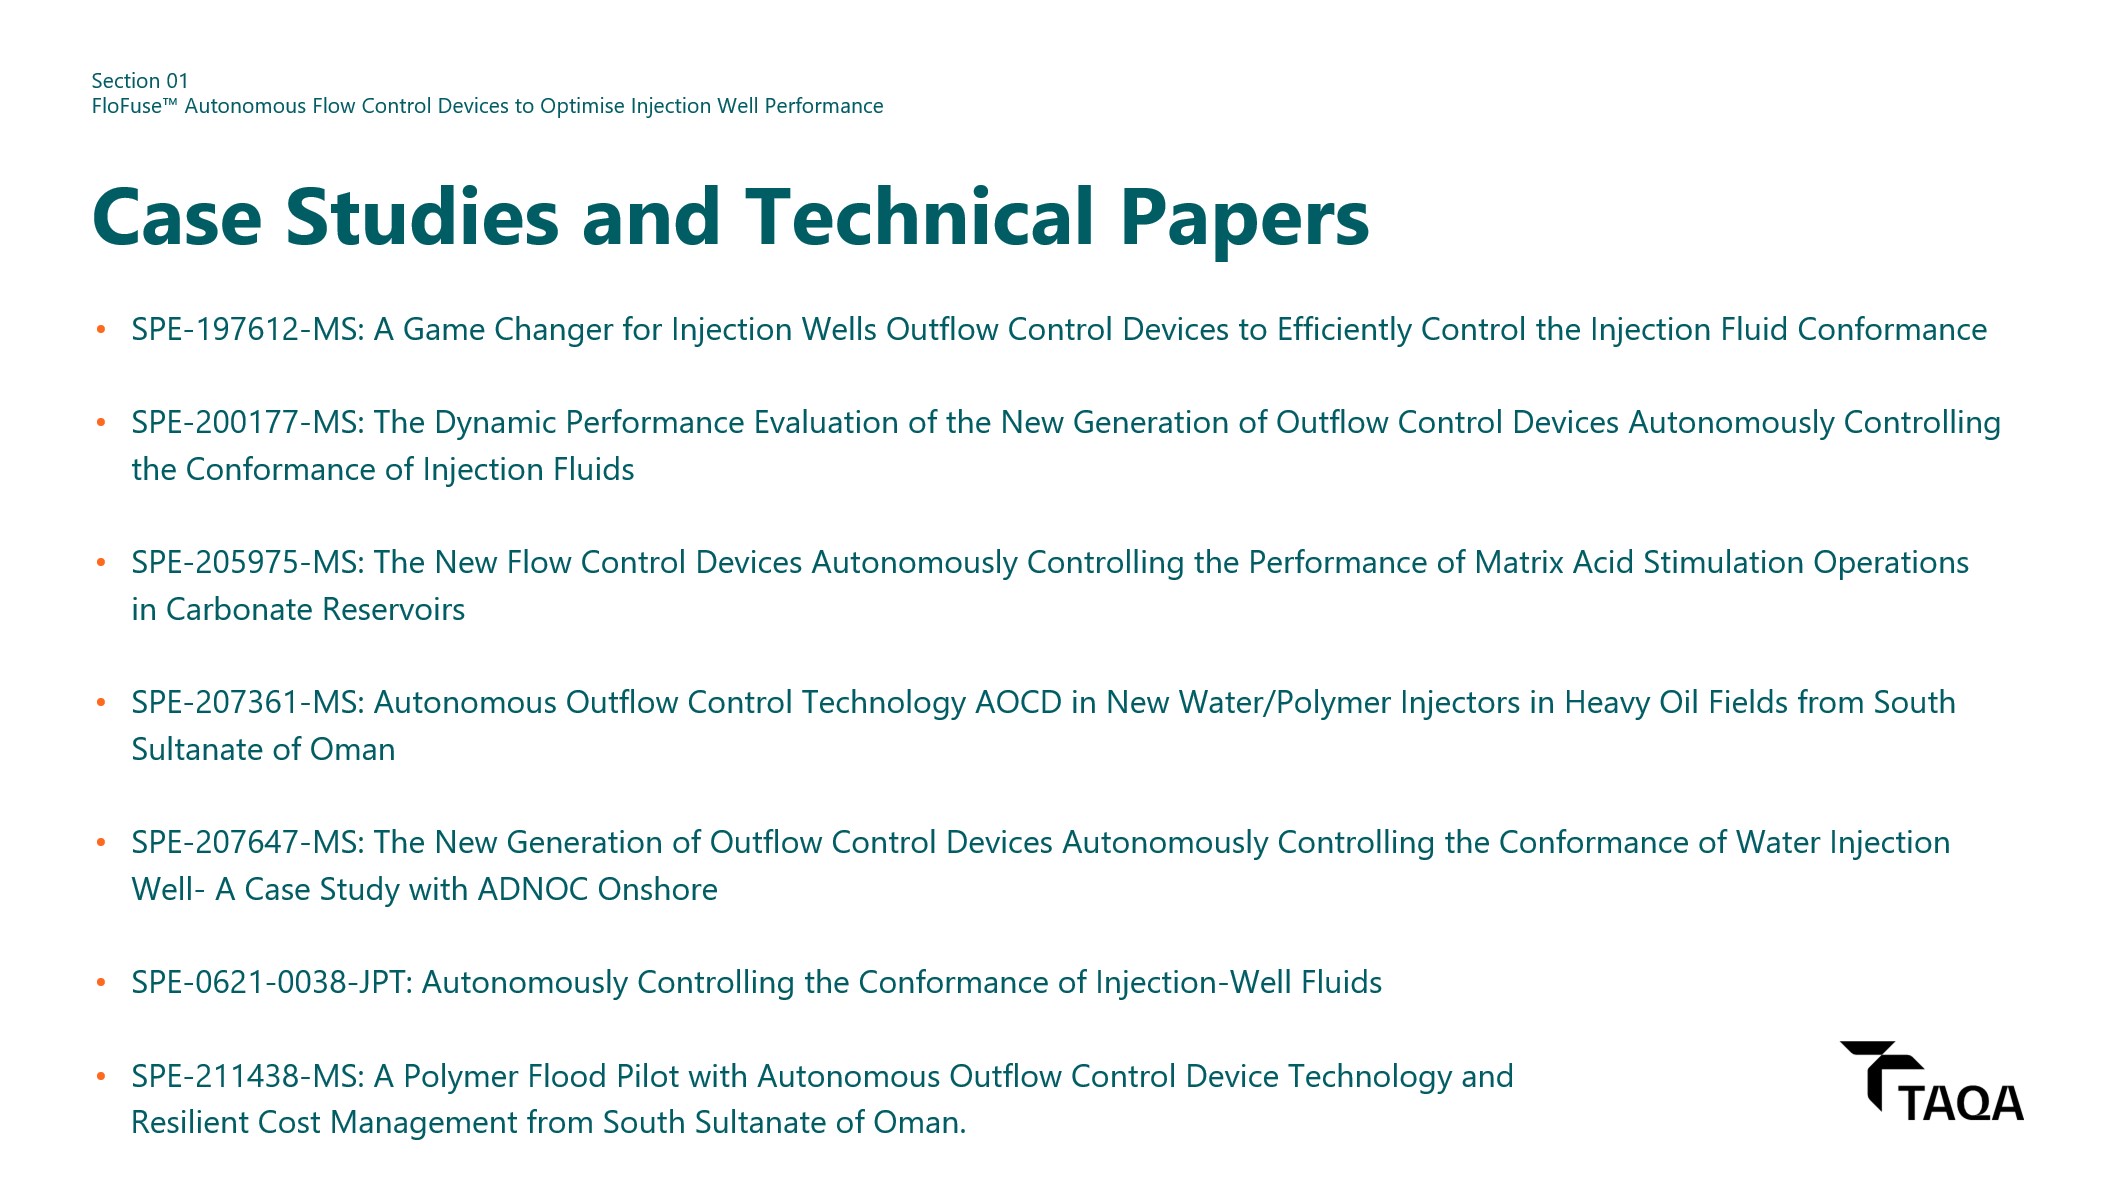 Section 01
FloFuse™ Autonomous Flow Control Devices to Optimise Injection Well Performance
Case Studies and Technical Papers
• SPE-197612-MS: A Game Changer for Injection Wells Outflow Control Devices to Efficiently Control the Injection Fluid Conformance
• SPE-200177-MS: The Dynamic Performance Evaluation of the New Generation of Outflow Control Devices Autonomously Controlling
the Conformance of Injection Fluids
• SPE-205975-MS: The New Flow Control Devices Autonomously Controlling the Performance of Matrix Acid Stimulation Operations
in Carbonate Reservoirs
• SPE-207361-MS: Autonomous Outflow Control Technology AOCD in New Water/Polymer Injectors in Heavy Oil Fields from South
Sultanate of Oman
• SPE-207647-MS: The New Generation of Outflow Control Devices Autonomously Controlling the Conformance of Water Injection
Well- A Case Study with ADNOC Onshore
• SPE-0621-0038-JPT: Autonomously Controlling the Conformance of Injection-Well Fluids
• SPE-211438-MS: A Polymer Flood Pilot with Autonomous Outflow Control Device Technology and
Resilient Cost Management from South Sultanate of Oman.
TAQA